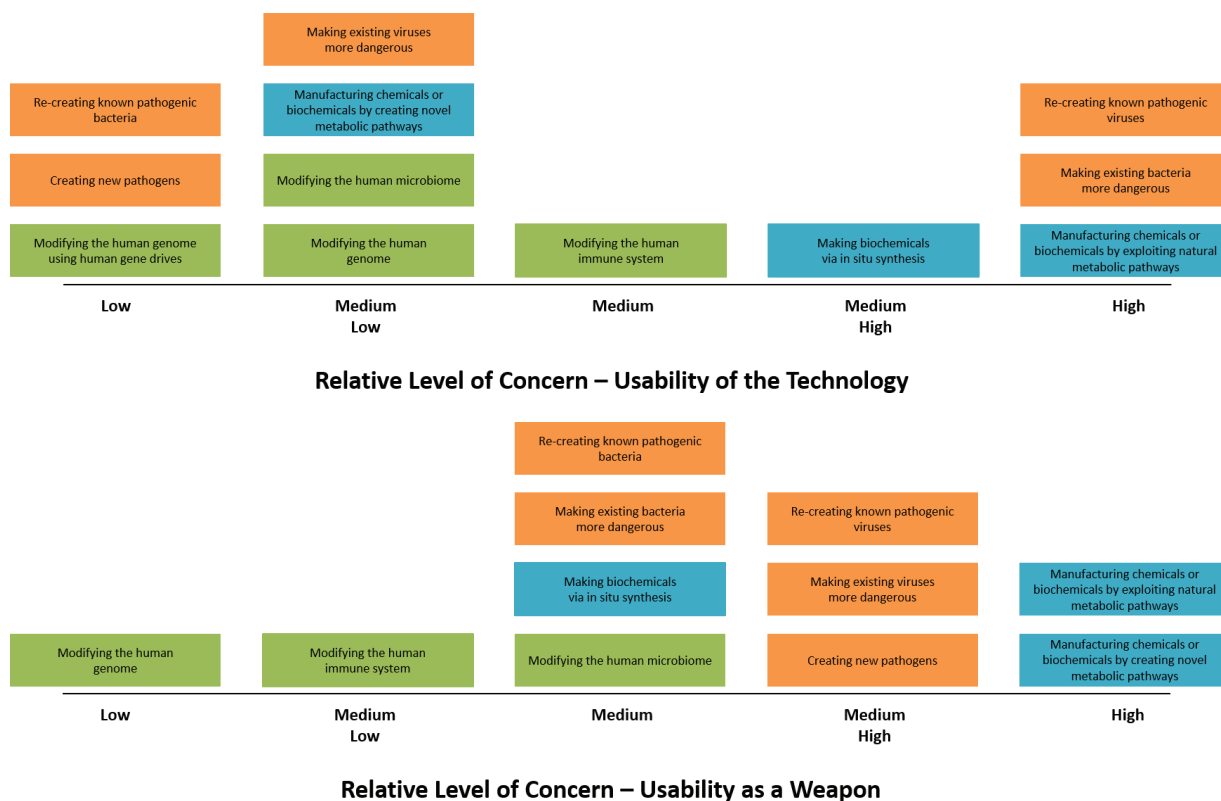 Making existing viruses
more dangerous
Re-creating known pathogenic
bacteria
Manufacturing chemicals or
biochemicals by creating novel
metabolic pathways
Re-creating known pathogenic
viruses
Creating new pathogens
Modifying the human microbiome
Making existing bacteria
more dangerous
Modifying the human genome
using human gene drives
Modifying the human
genome
Modifying the human
immune system
Making biochemicals
via in situ synthesis
Manufacturing chemicals or
biochemicals by exploiting natural
metabolic pathways
Low
Medium
Low
Medium
Medium
High
High
Relative Level of Concern – Usability of the Technology
Re-creating known pathogenic
bacteria
Making existing bacteria
more dangerous
Re-creating known pathogenic
viruses
Making biochemicals
via in situ synthesis
Making existing viruses
more dangerous
Manufacturing chemicals or
biochemicals by exploiting natural
metabolic pathways
Modifying the human
genome
Modifying the human
immune system
Modifying the human microbiome
Creating new pathogens
Manufacturing chemicals or
biochemicals by creating novel
metabolic pathways
Low
Medium
Low
Medium
Medium
High
High
Relative Level of Concern – Usability as a Weapon